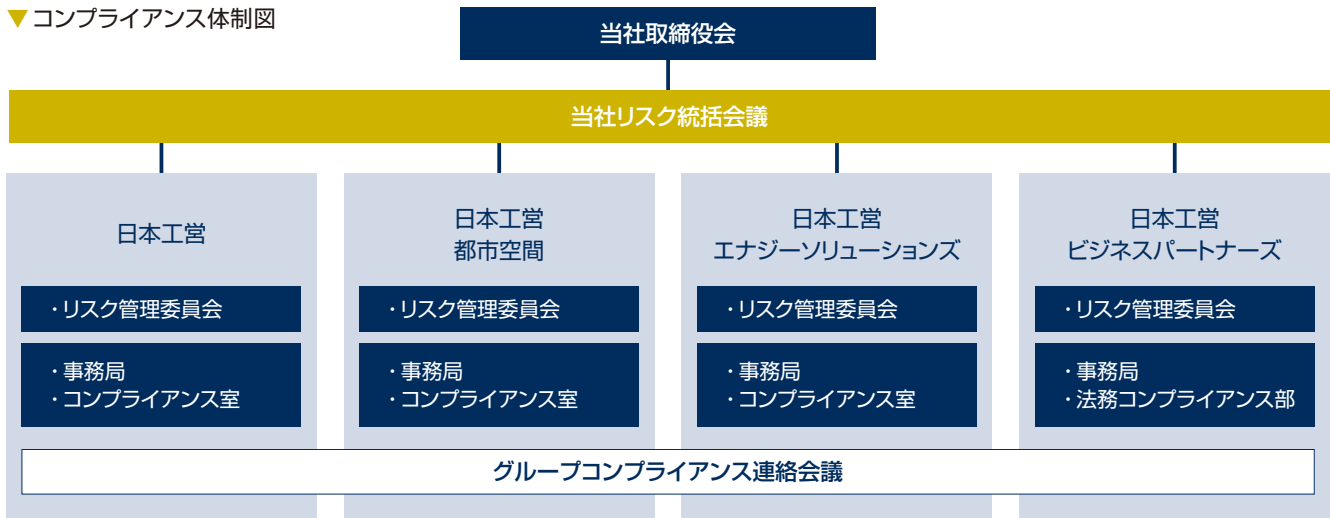 ▼コンプライアンス体制図
当社取締役会
当社リスク統括会議
日本工営
・リスク管理委員会
・事務局
・コンプライアンス室
日本工営
都市空間
・リスク管理委員会
・事務局
・コンプライアンス室
日本工営
エナジーソリューションズ
・リスク管理委員会
・事務局
・コンプライアンス室
日本工営
ビジネスパートナーズ
・リスク管理委員会
・事務局
・法務コンプライアンス部
グループコンプライアンス連絡会議